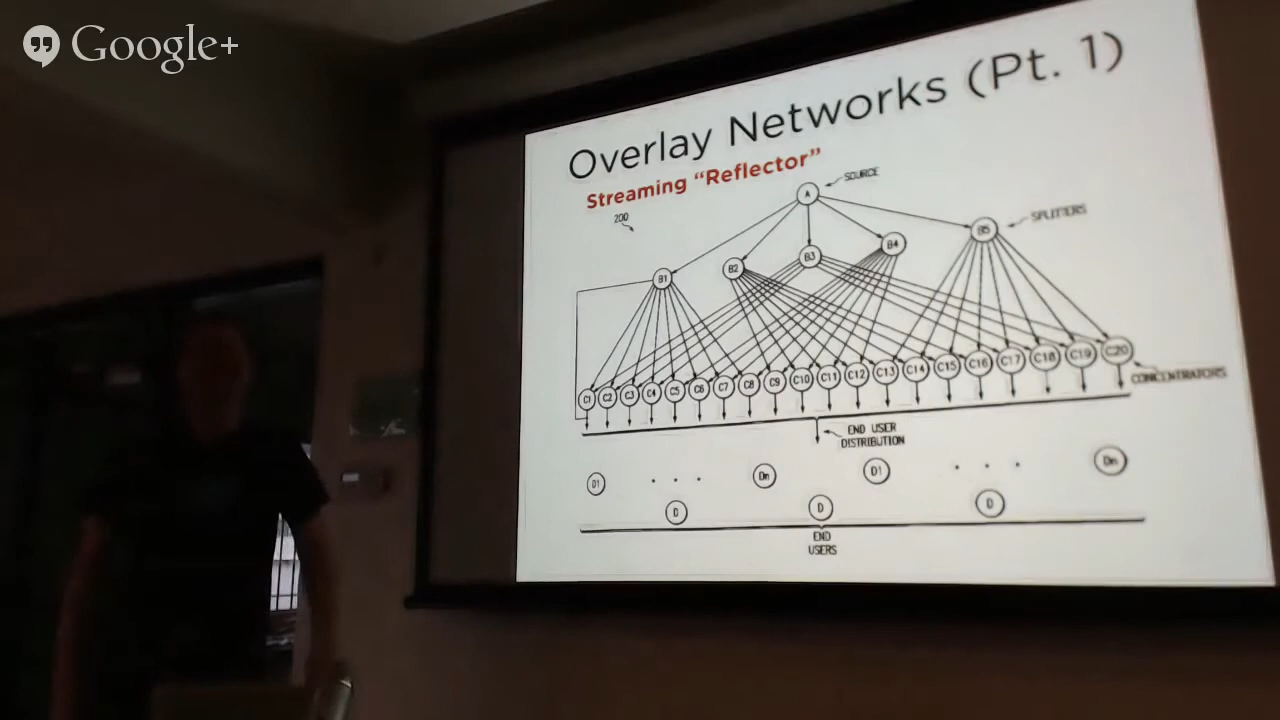 Google+
Overlay Networks (Pt. 1)
Streaming "Reflector"
200
A
SOURCE
B1
B2
B3
B4
B5
SPLITTERS
C1
C2
C3
C4
C5
C6
C7
C8
C9
C10
C11
C12
C13
C14
C15
C16
C17
C18
C19
C20
CONCENTRATORS
END USER
DISTRIBUTION
D1
. . .
Dn
D1
. . .
Dn
D
D
D
END
USERS